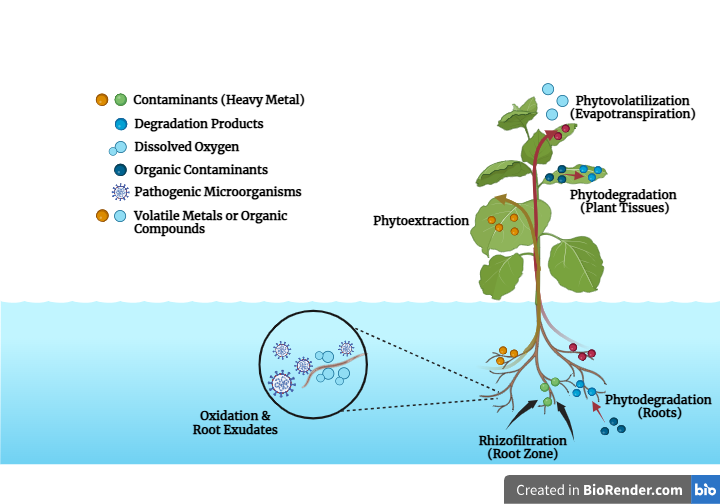 Contaminants (Heavy Metal)
Degradation Products
Dissolved Oxygen
Organic Contaminants
Pathogenic Microorganisms
Volatile Metals or Organic
Compounds
Phytovolatilization
(Evapotranspiration)
Phytodegradation
(Plant Tissues)
Phytoextraction
Phytodegradation
(Roots)
Oxidation &
Root Exudates
Rhizofiltration
(Root Zone)
Created in BioRender.com
bio